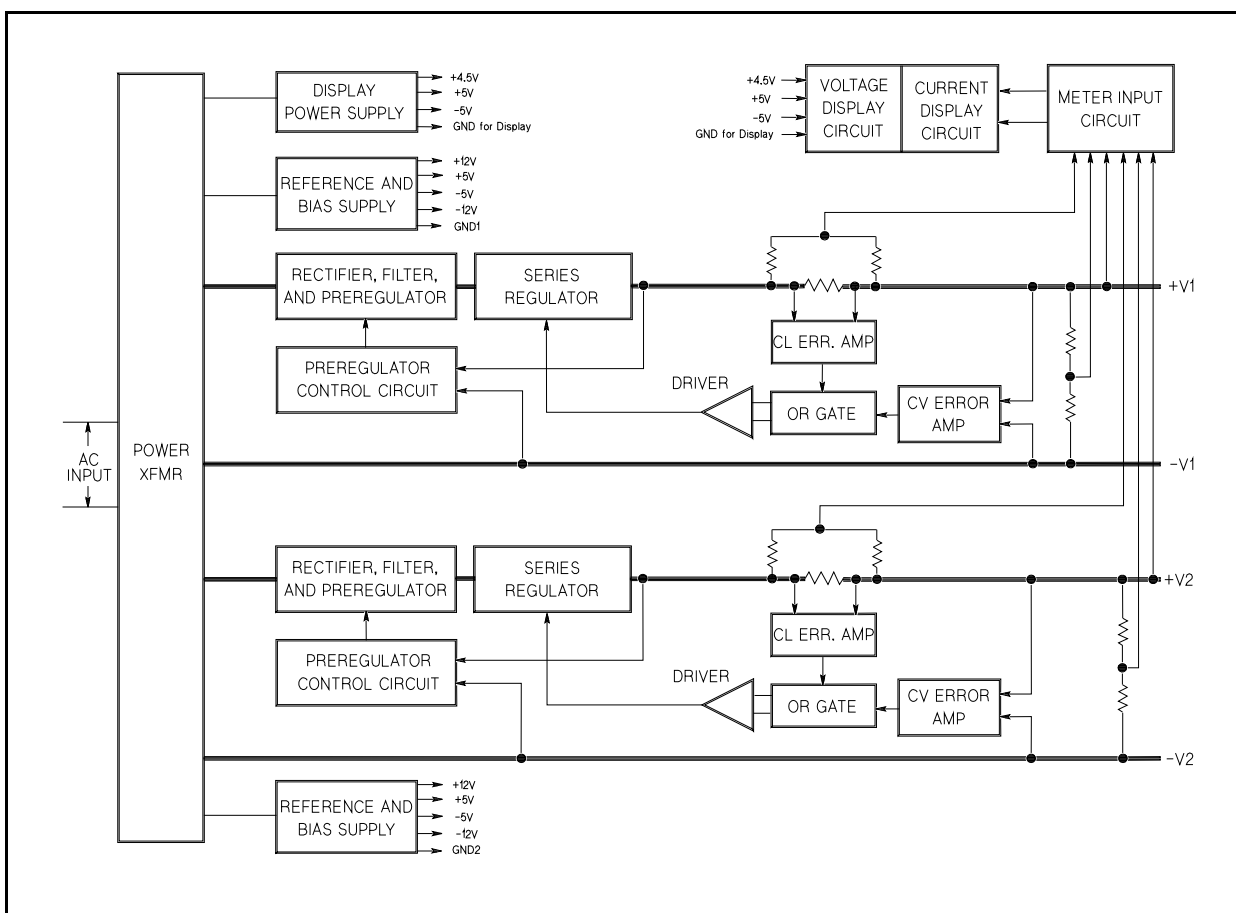 DISPLAY
POWER SUPPLY
+4.5V
+5V
-5V
GND for Display
+4.5V
+5V
-5V
GND for Display
VOLTAGE
DISPLAY
CIRCUIT
CURRENT
DISPLAY
CIRCUIT
METER INPUT
CIRCUIT
REFERENCE AND
BIAS SUPPLY
+12V
+5V
-5V
-12V
GND1
RECTIFIER, FILTER,
AND PREREGULATOR
SERIES
REGULATOR
+V1
CL ERR. AMP
PREREGULATOR
CONTROL CIRCUIT
DRIVER
OR GATE
CV ERROR
AMP
AC
INPUT
POWER
XFMR
-V1
RECTIFIER, FILTER,
AND PREREGULATOR
SERIES
REGULATOR
+V2
CL ERR. AMP
PREREGULATOR
CONTROL CIRCUIT
DRIVER
OR GATE
CV ERROR
AMP
-V2
REFERENCE AND
BIAS SUPPLY
+12V
+5V
-5V
-12V
GND2